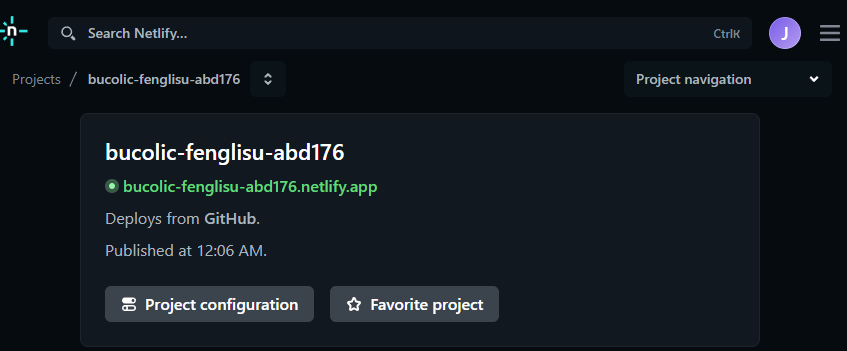 n
Search Netlify...
CtrlK
J
Projects / bucolic-fenglisu-abd176
Project navigation
bucolic-fenglisu-abd176
bucolic-fenglisu-abd176.netlify.app
Deploys from GitHub.
Published at 12:06 AM.
Project configuration
Favorite project